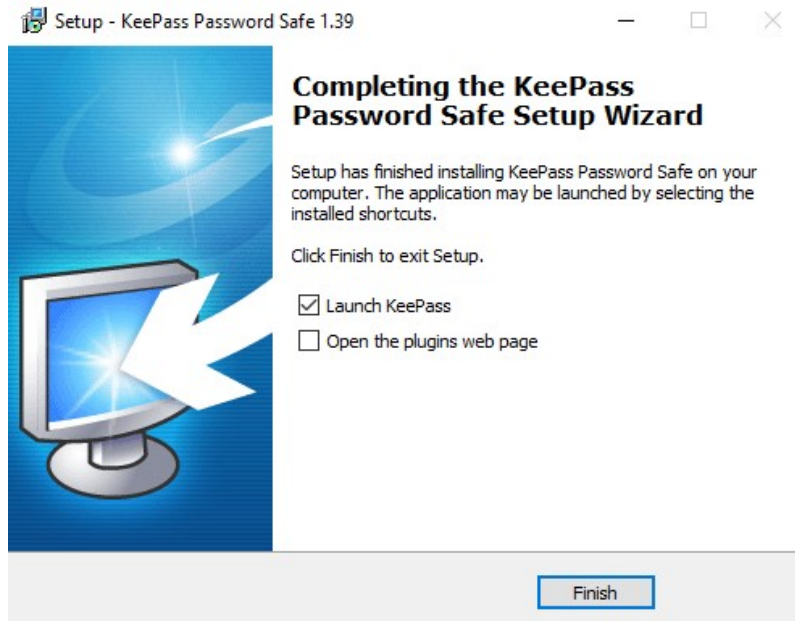 Setup - KeePass Password Safe 1.39
Completing the KeePass
Password Safe Setup Wizard
Setup has finished installing KeePass Password Safe on your
computer. The application may be launched by selecting the
installed shortcuts.
Click Finish to exit Setup.
Launch KeePass
Open the plugins web page
Finish